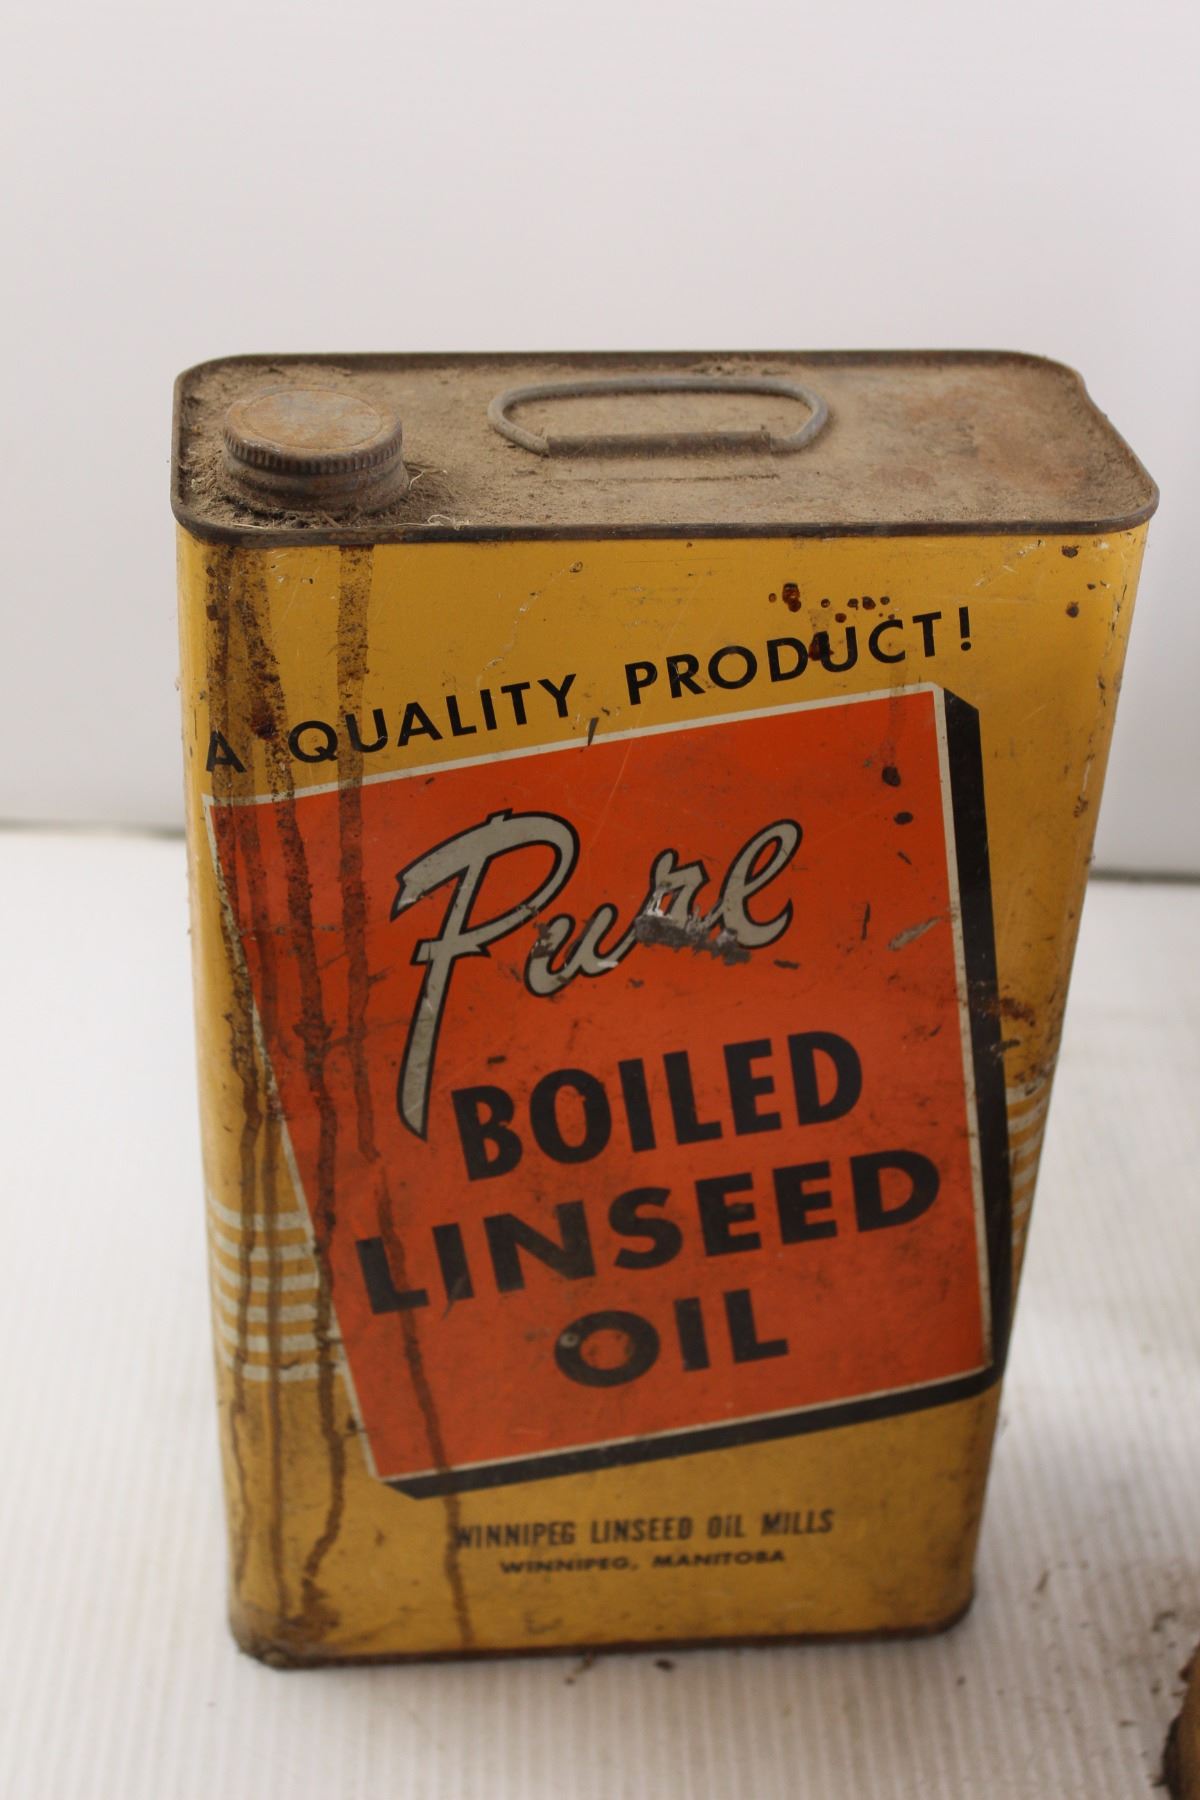 A QUALITY PRODUCT!
Pure
BOILED
LINSEED
OIL
WINNIPEG LINSEED OIL MILLS
WINNIPEG, MANITOBA